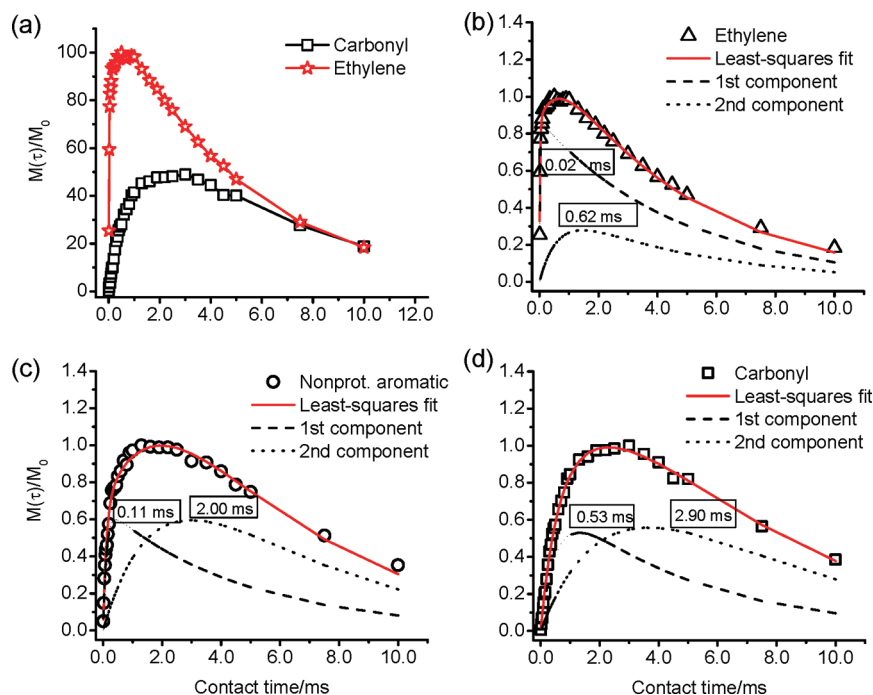 (a)
Carbonyl
Ethylene
M(τ)/M0
100
80
60
40
20
0
0.0 2.0 4.0 6.0 8.0 10.0 12.0
(b)
Ethylene
Least-squares fit
1st component
2nd component
1.4
1.2
1.0
0.8
0.6
0.4
0.2
0.0
0.02 ms
0.62 ms
0.0 2.0 4.0 6.0 8.0 10.0
(c)
Nonprot. aromatic
Least-squares fit
1st component
2nd component
M(τ)/M0
1.4
1.2
1.0
0.8
0.6
0.4
0.2
0.0
0.11 ms
2.00 ms
0.0 2.0 4.0 6.0 8.0 10.0
Contact time/ms
(d)
Carbonyl
Least-squares fit
1st component
2nd component
1.4
1.2
1.0
0.8
0.6
0.4
0.2
0.0
0.53 ms
2.90 ms
0.0 2.0 4.0 6.0 8.0 10.0
Contact time/ms